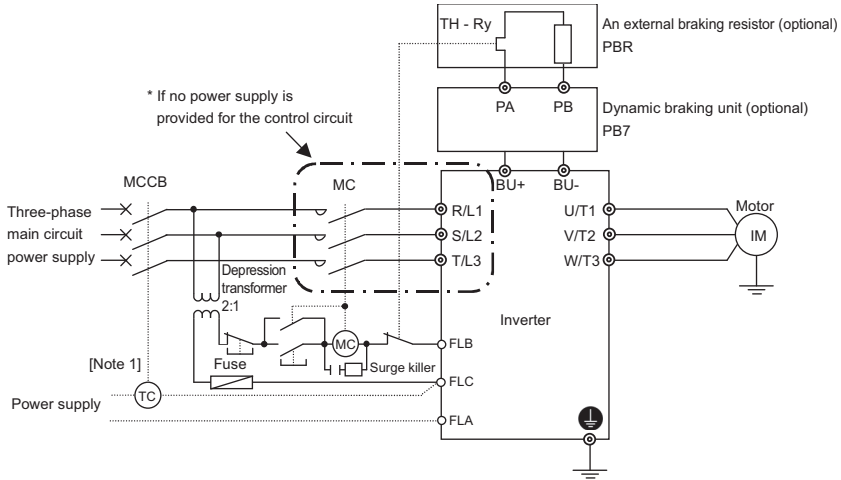 TH - Ry
An external braking resistor (optional)
PBR
PA
PB
Dynamic braking unit (optional)
PB7
* If no power supply is
provided for the control circuit
BU+
BU-
MCCB
MC
Three-phase
main circuit
power supply
R/L1
S/L2
T/L3
U/T1
V/T2
W/T3
Motor
IM
Depression
transformer
2:1
Inverter
MC
FLB
[Note 1]
Fuse
Surge killer
FLC
TC
Power supply
FLA